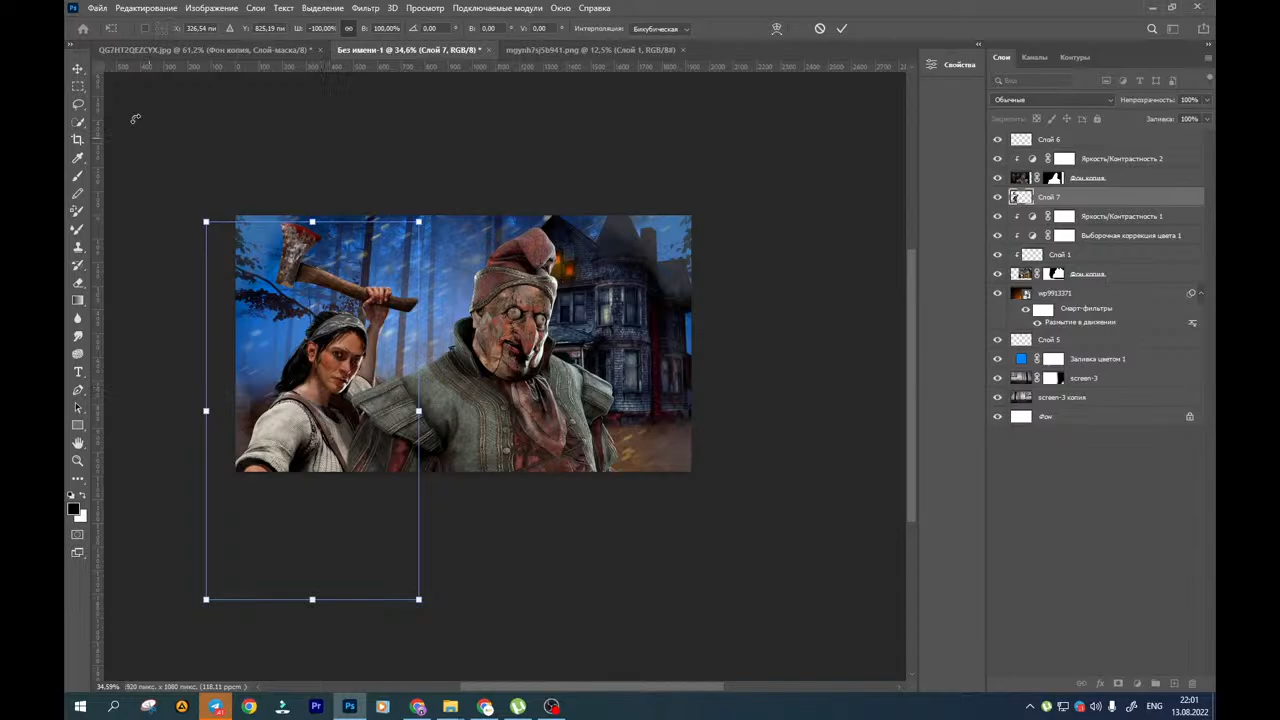 Файл Редактирование Изображение Слои Текст Выделение Фильтр 3D Просмотр Подключаемые модули Окно Справка
X: 326,54 пи Y: 825,19 пи Ш: -100,00% В: 100,00% 0,00 ° Г: 0,00 ° В: 0,00 ° Интерполяция: Бикубическая
QG7HT2QEZCYX.jpg @ 61,2% (Фон копия, Слой-маска/8) * × Без имени-1 @ 34,6% (Слой 7, RGB/8) * × mgynh7sj5b941.png @ 12,5% (Слой 1, RGB/8#) ×
Свойства
Слои Каналы Контуры
Вид
Обычные Непрозрачность: 100%
Закрепить: Заливка: 100%
Слой 6
Яркость/Контрастность 2
Фон копия
Слой 7
Яркость/Контрастность 1
Выборочная коррекция цвета 1
Слой 1
Фон копия
wp9913371
Смарт-фильтры
Размытие в движении
Слой 5
Заливка цветом 1
screen-3
screen-3 копия
Фон
34,59% (920 пикс. x 1080 пикс. (118,11 ppcm)
ENG 22:01
13.08.2022